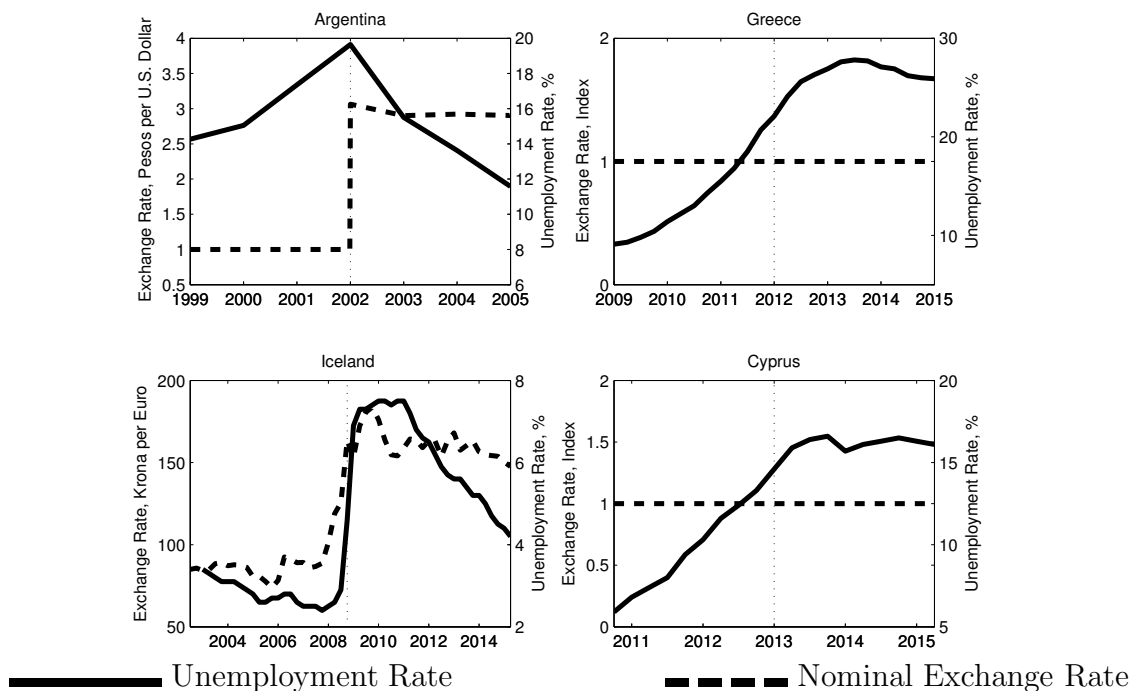 Argentina
Exchange Rate, Pesos per U.S. Dollar
4
3.5
3
2.5
2
1.5
1
0.5
20
18
16
14
12
10
8
6
Unemployment Rate, %
1999 2000 2001 2002 2003 2004 2005
Greece
Exchange Rate, Index
2
1
0
30
20
10
Unemployment Rate, %
2009 2010 2011 2012 2013 2014 2015
Iceland
Exchange Rate, Krona per Euro
200
150
100
50
8
6
4
2
Unemployment Rate, %
2004 2006 2008 2010 2012 2014
Cyprus
Exchange Rate, Index
2
1.5
1
0.5
0
20
15
10
5
Unemployment Rate, %
2011 2012 2013 2014 2015
Unemployment Rate
Nominal Exchange Rate